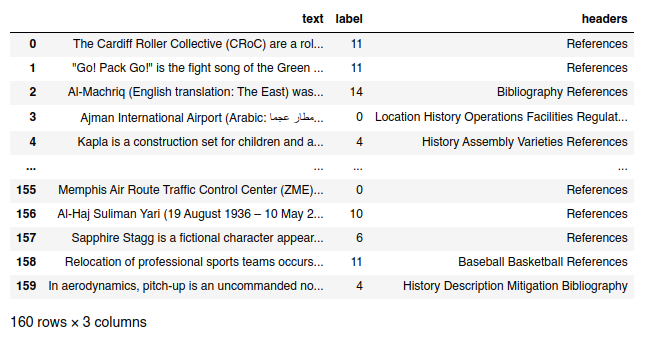 text label headers
0 The Cardiff Roller Collective (CRoC) are a rol... 11 References
1 "Go! Pack Go!" is the fight song of the Green ... 11 References
2 Al-Machriq (English translation: The East) was... 14 Bibliography References
3 Ajman International Airport (Arabic: مطار عجما... 0 Location History Operations Facilities Regulat...
4 Kapla is a construction set for children and a... 4 History Assembly Varieties References
... ... ... ...
155 Memphis Air Route Traffic Control Center (ZME)... 0 References
156 Al-Haj Suliman Yari (19 August 1936 – 10 May 2... 10 References
157 Sapphire Stagg is a fictional character appear... 6 References
158 Relocation of professional sports teams occurs... 11 Baseball Basketball References
159 In aerodynamics, pitch-up is an uncommanded no... 4 History Description Mitigation Bibliography
160 rows × 3 columns